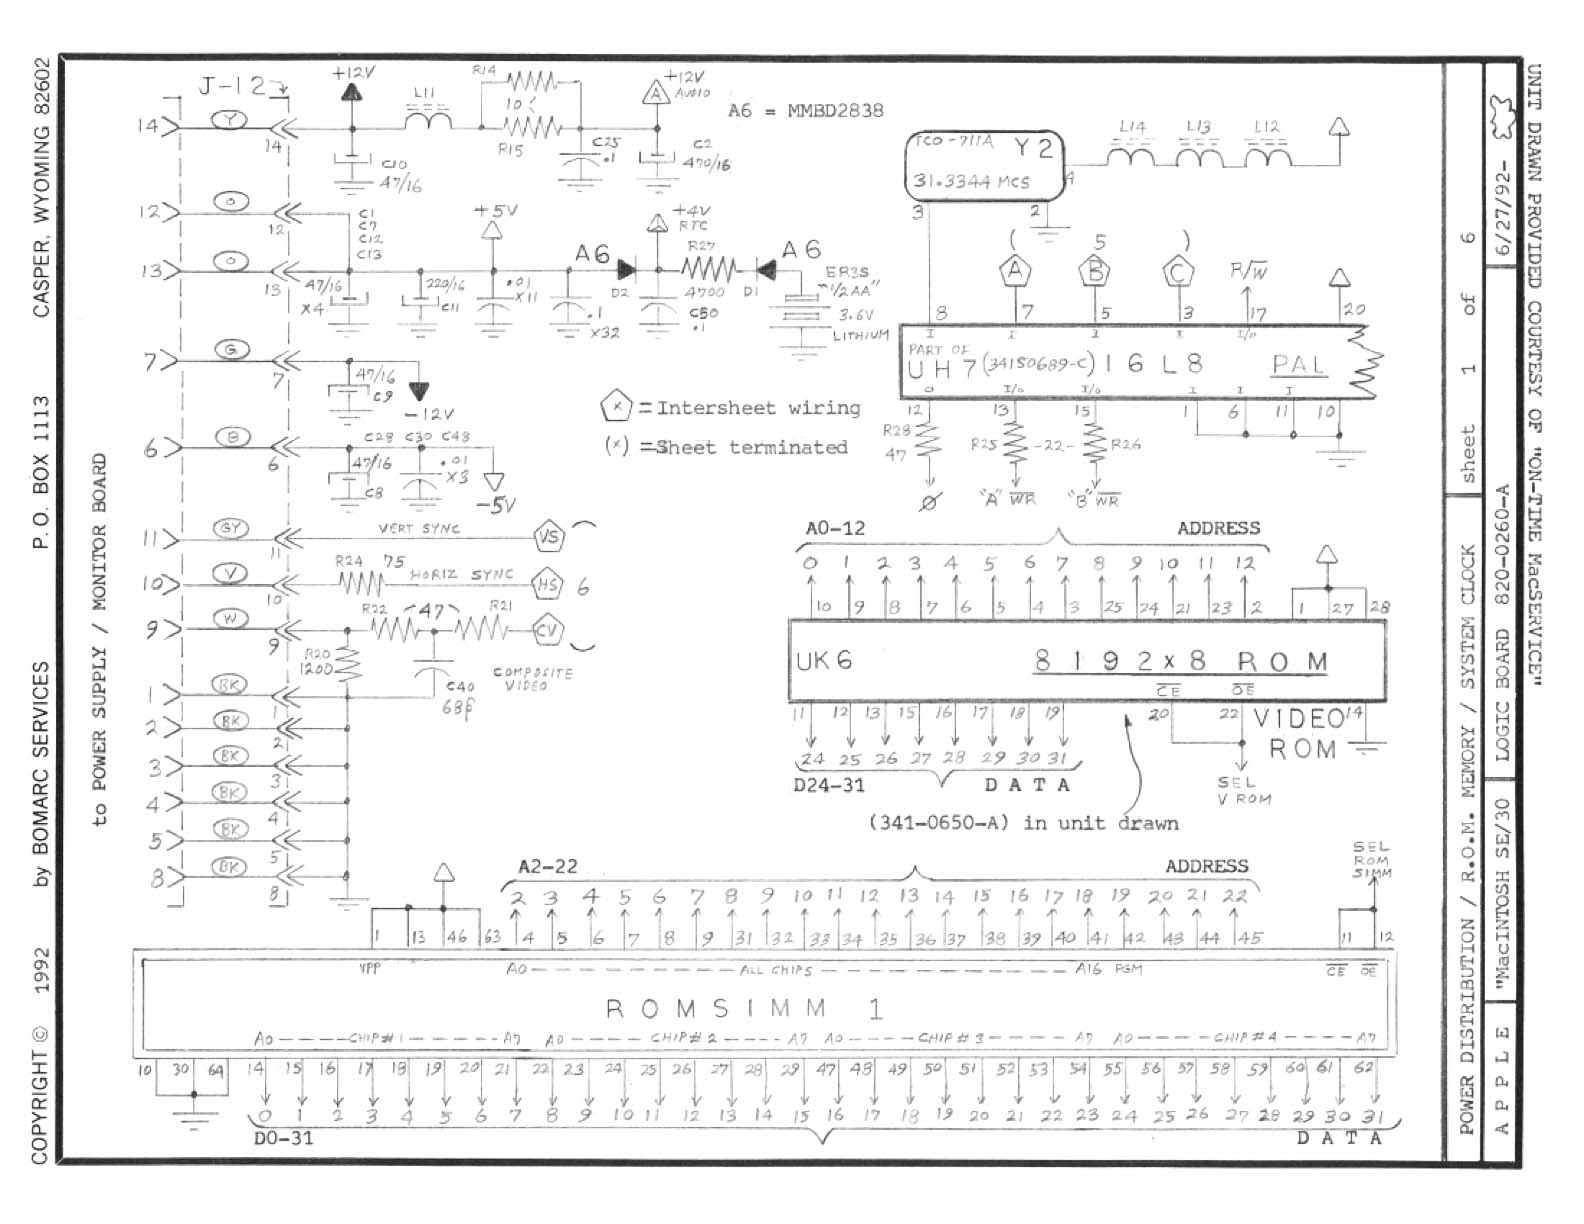 COPYRIGHT © 1992 by BOMARC SERVICES P.O. BOX 1113 CASPER, WYOMING 82602
to POWER SUPPLY / MONITOR BOARD
J-12
+12V
L11
R14
10
R15
+12V
AUDIO
A
A6 = MMBD2838
14 Y 14
C10
47/16
C25
.1
C2
470/16
12 O 12
C1
C7
C12
C13
+5V
+4V
RTC
R27
13 O 13
A6
A6
47/16
X4
220/16
C11
.01
X11
.1
X32
D2
4700
D1
C50
.1
ER3S
"1/2AA"
3.6V
LITHIUM
7 G 7
47/16
C9
-12V
(x) =Intersheet wiring
(x) =Sheet terminated
6 B 6
C28 C30 C48
47/16
C8
.01
X3
-5V
11 GY 11
VERT SYNC
VS
R24 75
10 V 10
HORIZ SYNC
HS
6
R22 47 R21
9 W 9
CV
R20
1200
C40
68pf
COMPOSITE
VIDEO
1 BK 1
2 BK 2
3 BK 3
4 BK 4
5 BK 5
8 BK 8
TCO-711A Y2
31.3344 MCS
L14 L13 L12
4
3 2
( 5 )
A B C R/W
8 7 5 3 17 20
I I I I I/O
PART OF
UH7 (341S0689-C) 16L8 PAL
O I/O I/O I I I
12 13 15 1 6 11 10
R28
47
R25 -22- R26
Ø "A" WR "B" WR
A0-12 ADDRESS
0 1 2 3 4 5 6 7 8 9 10 11 12
10 9 8 7 6 5 4 3 25 24 21 23 2 1 27 28
UK6 8192x8 ROM
CE OE
11 12 13 15 16 17 18 19 20 22 14
VIDEO
ROM
24 25 26 27 28 29 30 31
D24-31 DATA
SEL
V ROM
(341-0650-A) in unit drawn
A2-22 ADDRESS
SEL
ROM
SIMM
2 3 4 5 6 7 8 9 10 11 12 13 14 15 16 17 18 19 20 21 22
1 13 46 63 4 5 6 7 8 9 31 32 33 34 35 36 37 38 39 40 41 42 43 44 45 11 12
VPP A0 ALL CHIPS A16 PGM CE OE
ROMSIMM 1
A0 CHIP#1 A7 A0 CHIP#2 A7 A0 CHIP#3 A7 A0 CHIP#4 A7
10 30 64 14 15 16 17 18 19 20 21 22 23 24 25 26 27 28 29 47 48 49 50 51 52 53 54 55 56 57 58 59 60 61 62
0 1 2 3 4 5 6 7 8 9 10 11 12 13 14 15 16 17 18 19 20 21 22 23 24 25 26 27 28 29 30 31
D0-31 DATA
POWER DISTRIBUTION / R.O.M. MEMORY / SYSTEM CLOCK sheet 1 of 6
APPLE "MacINTOSH SE/30 LOGIC BOARD 820-0260-A 6/27/92-
UNIT DRAWN PROVIDED COURTESY OF "ON-TIME MacSERVICE"